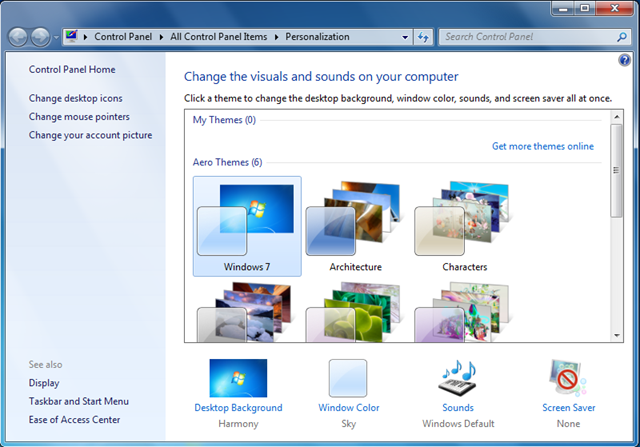 Control Panel All Control Panel Items Personalization
Search Control Panel
Control Panel Home
Change desktop icons
Change mouse pointers
Change your account picture
See also
Display
Taskbar and Start Menu
Ease of Access Center
Change the visuals and sounds on your computer
Click a theme to change the desktop background, window color, sounds, and screen saver all at once.
My Themes (0)
Get more themes online
Aero Themes (6)
Windows 7 Architecture Characters
Desktop Background Window Color Sounds Screen Saver
Harmony Sky Windows Default None